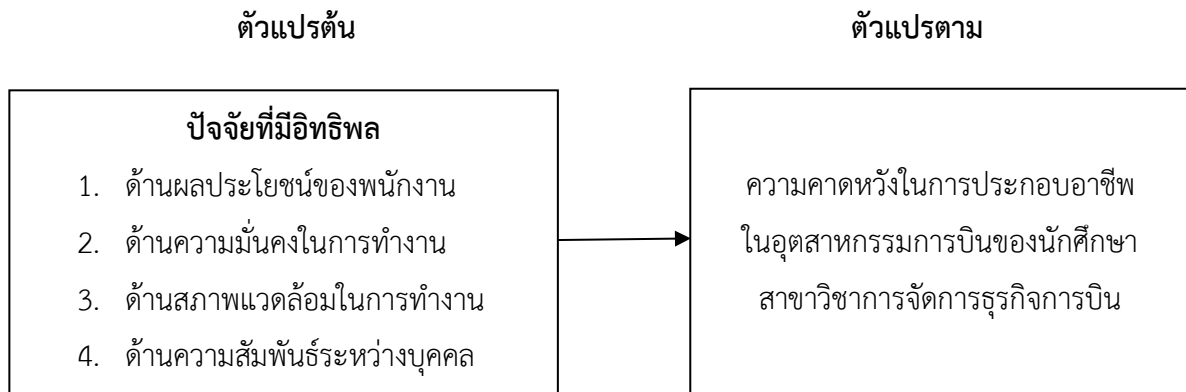 ตัวแปรต้น
ตัวแปรตาม
ปัจจัยที่มีอิทธิพล
1. ด้านผลประโยชน์ของพนักงาน
2. ด้านความมั่นคงในการทำงาน
3. ด้านสภาพแวดล้อมในการทำงาน
4. ด้านความสัมพันธ์ระหว่างบุคคล
ความคาดหวังในการประกอบอาชีพ
ในอุตสาหกรรมการบินของนักศึกษา
สาขาวิชาการจัดการธุรกิจการบิน